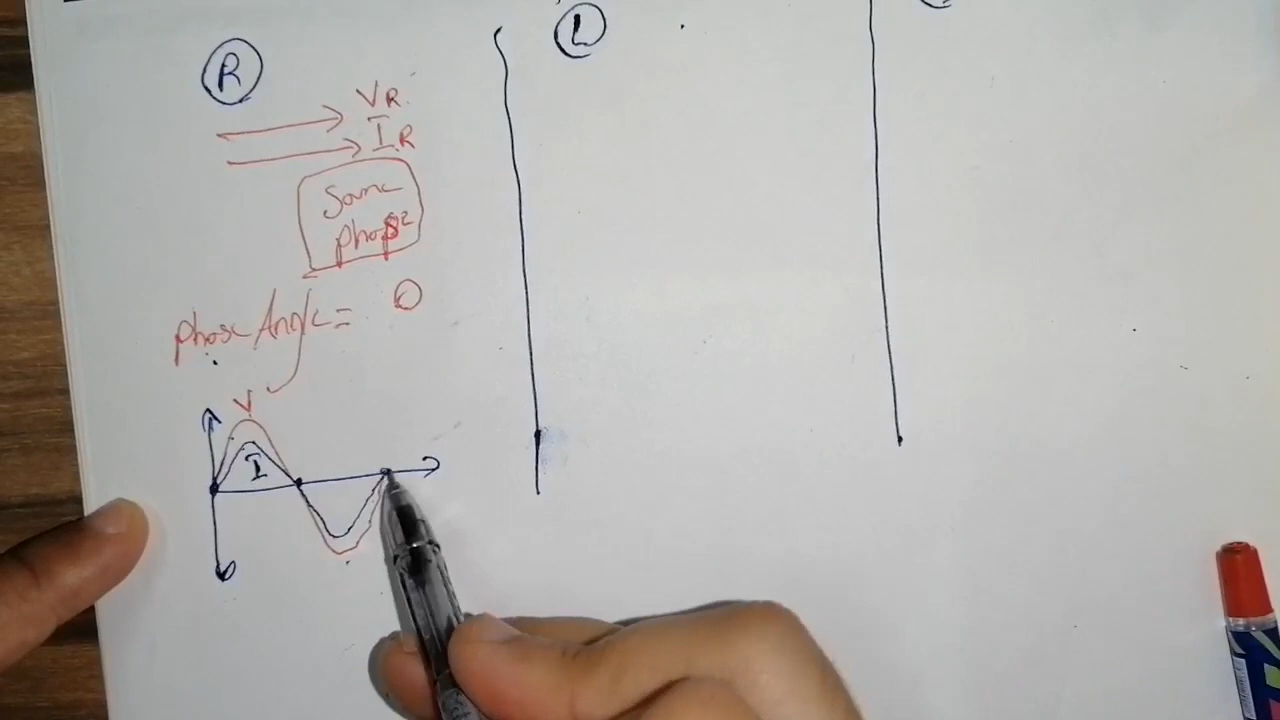 R
VR
IR
Same
phase
phase Angle = 0
V
I
L